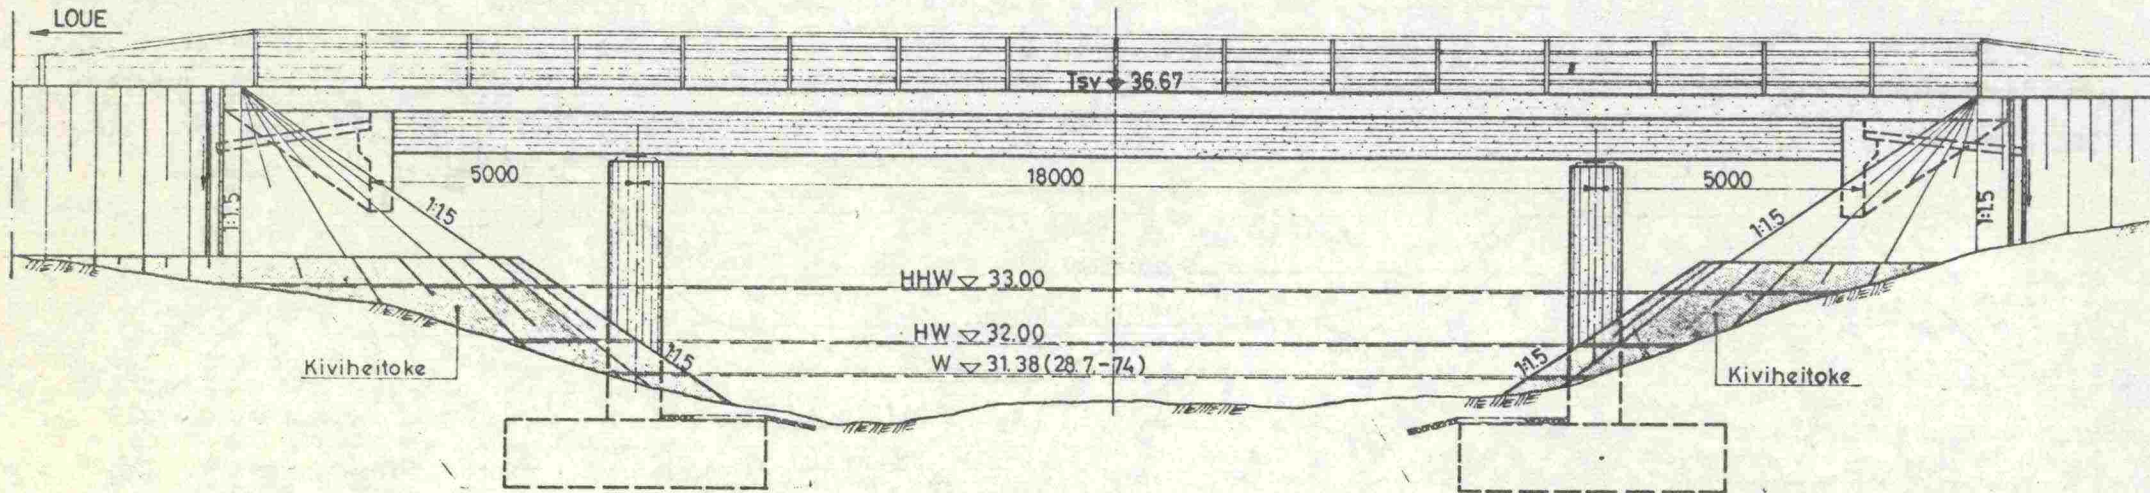 LOUE
Tsv 36.67
5000
18000
5000
1:1.5
1:1.5
1:1.5
1:1.5
HHW ▽ 33.00
HW ▽ 32.00
W ▽ 31.38 (28.7.-74)
1:1.5
1:1.5
Kiviheitoke
Kiviheitoke